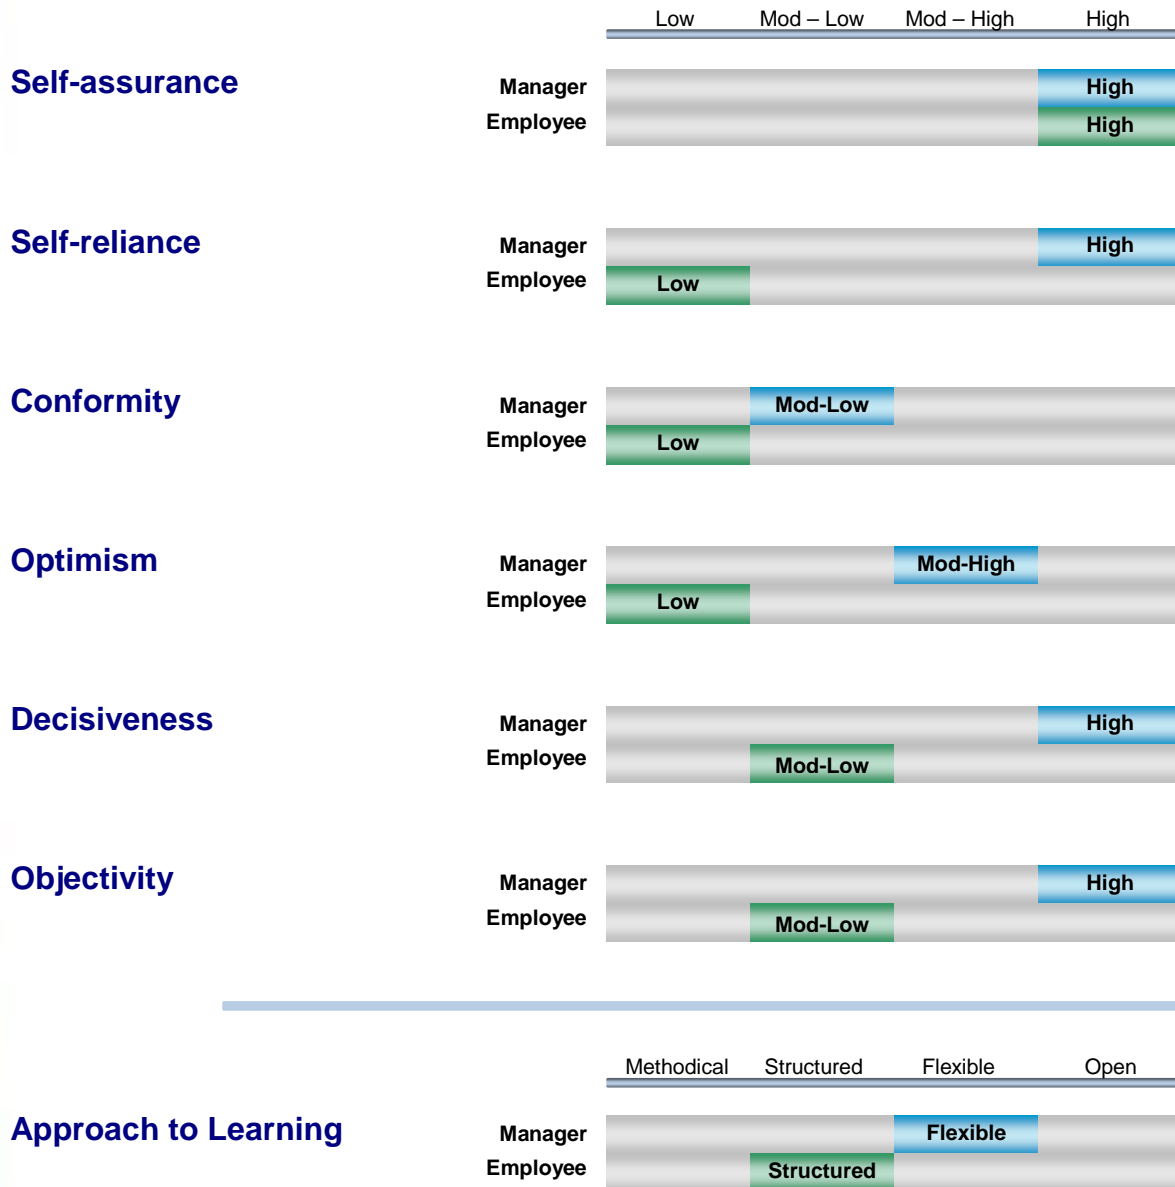 Low Mod – Low Mod – High High
Self-assurance Manager High
Employee High
Self-reliance Manager High
Employee Low
Conformity Manager Mod-Low
Employee Low
Optimism Manager Mod-High
Employee Low
Decisiveness Manager High
Employee Mod-Low
Objectivity Manager High
Employee Mod-Low
Methodical Structured Flexible Open
Approach to Learning Manager Flexible
Employee Structured